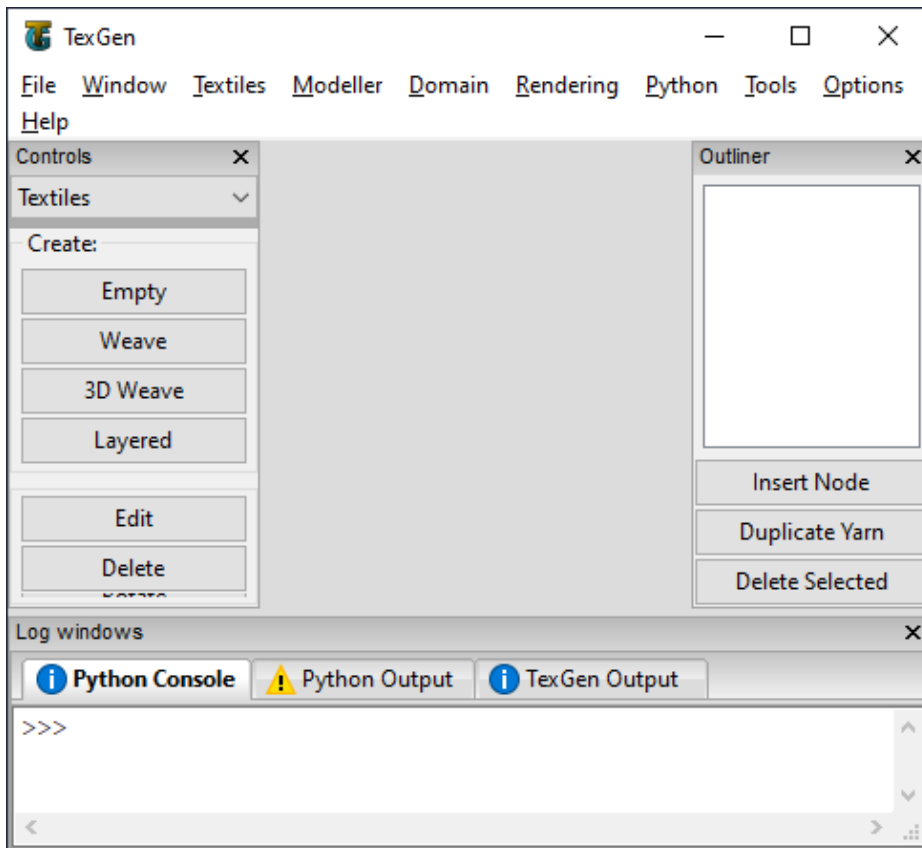 TexGen
File Window Textiles Modeller Domain Rendering Python Tools Options
Help
Controls
Textiles
Create:
Empty
Weave
3D Weave
Layered
Edit
Delete
Outliner
Insert Node
Duplicate Yarn
Delete Selected
Log windows
Python Console Python Output TexGen Output
>>>